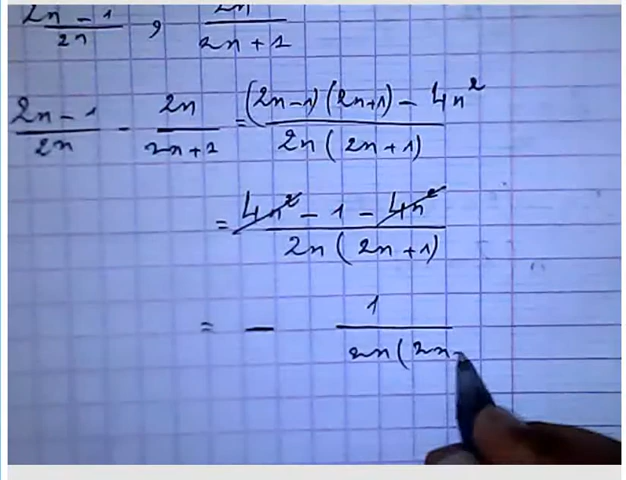 (2n - 1)/2n , 2n/(2n + 1)
(2n - 1)/2n - 2n/(2n + 1) = ((2n - 1)(2n + 1) - 4n²)/(2n(2n + 1))
= (4n² - 1 - 4n²)/(2n(2n + 1))
= - 1/(2n(2n